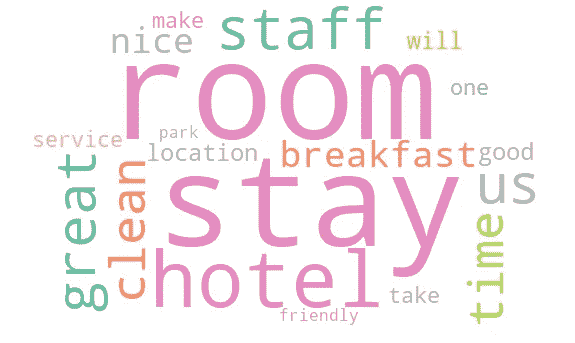 make
staff
nice
will
room
one
park
service
location
breakfast
good
great
clean
stay
us
time
hotel
take
friendly